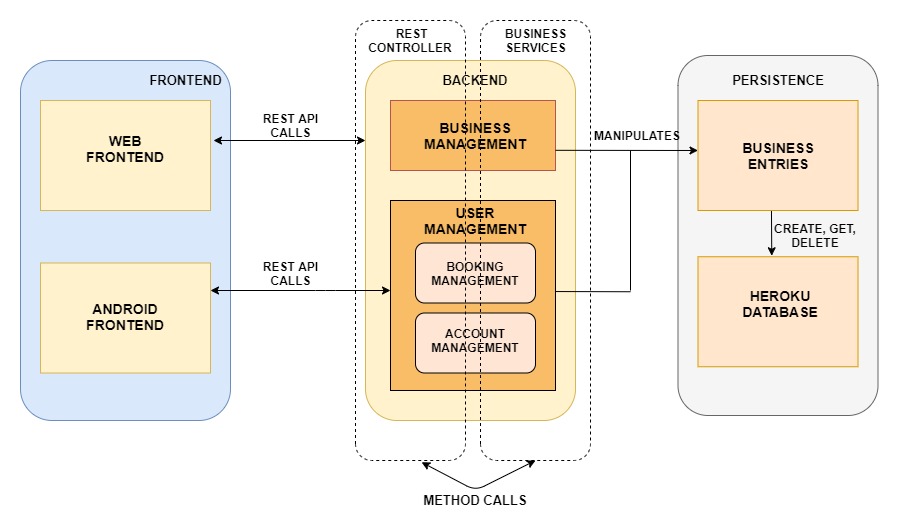 REST
CONTROLLER
BUSINESS
SERVICES
FRONTEND
BACKEND
PERSISTENCE
WEB
FRONTEND
REST API
CALLS
BUSINESS
MANAGEMENT
MANIPULATES
BUSINESS
ENTRIES
USER
MANAGEMENT
CREATE, GET,
DELETE
ANDROID
FRONTEND
REST API
CALLS
BOOKING
MANAGEMENT
ACCOUNT
MANAGEMENT
HEROKU
DATABASE
METHOD CALLS